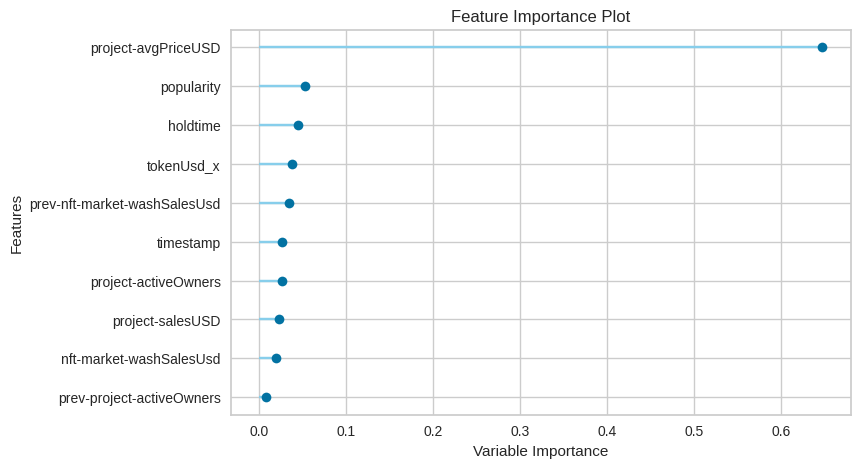 Feature Importance Plot
Features
project-avgPriceUSD
popularity
holdtime
tokenUsd_x
prev-nft-market-washSalesUsd
timestamp
project-activeOwners
project-salesUSD
nft-market-washSalesUsd
prev-project-activeOwners
0.0 0.1 0.2 0.3 0.4 0.5 0.6
Variable Importance